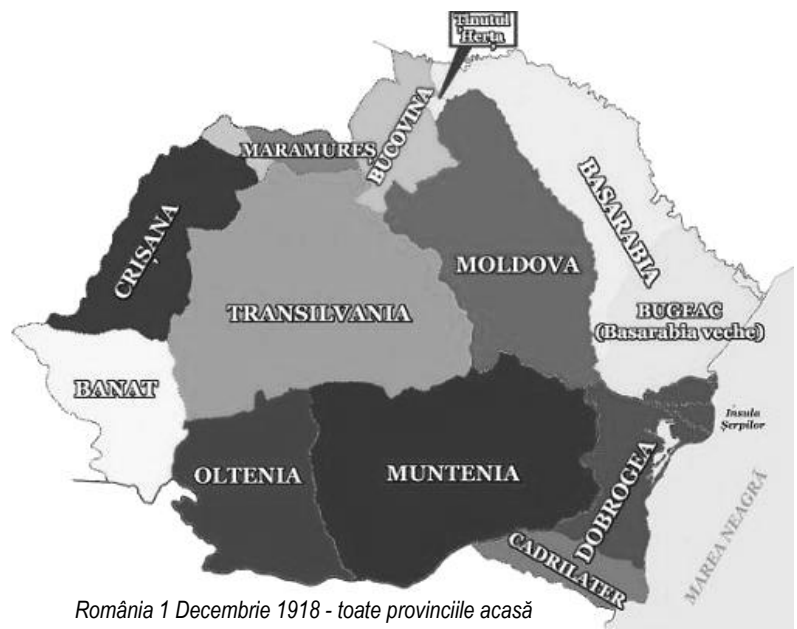 Ținutul
Herța
MARAMUREȘ
BUCOVINA
BASARABIA
CRIȘANA
MOLDOVA
TRANSILVANIA
BUGEAC
(Basarabia veche)
BANAT
Insula
Șerpilor
OLTENIA
MUNTENIA
DOBROGEA
CADRILATER
MAREA NEAGRĂ
România 1 Decembrie 1918 - toate provinciile acasă